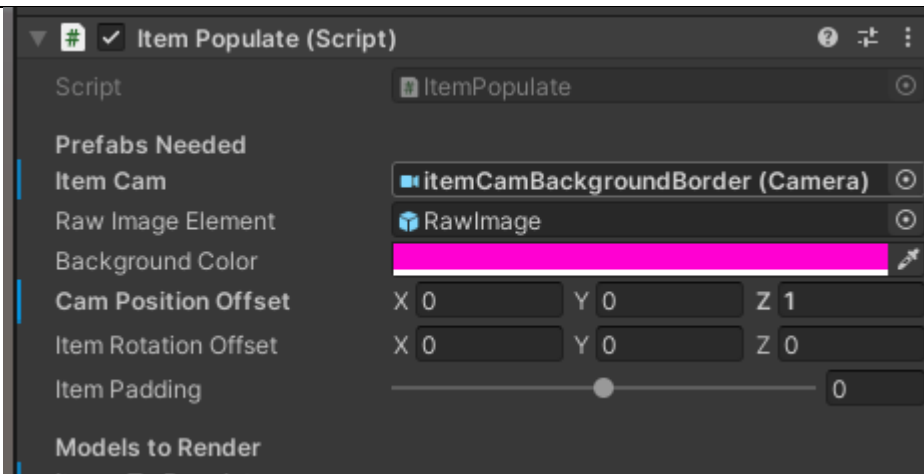 # Item Populate (Script)
Script # ItemPopulate
Prefabs Needed
Item Cam itemCamBackgroundBorder (Camera)
Raw Image Element RawImage
Background Color
Cam Position Offset X 0 Y 0 Z 1
Item Rotation Offset X 0 Y 0 Z 0
Item Padding 0
Models to Render